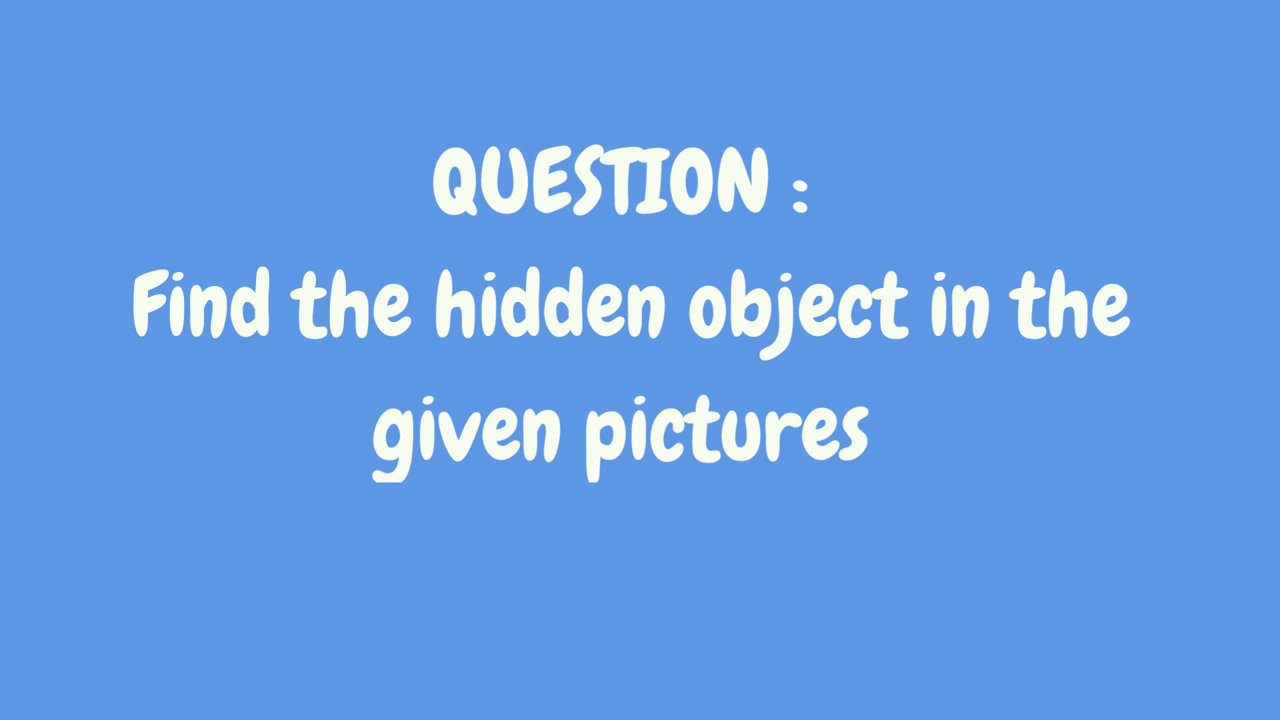 QUESTION :
Find the hidden object in the
given pictures